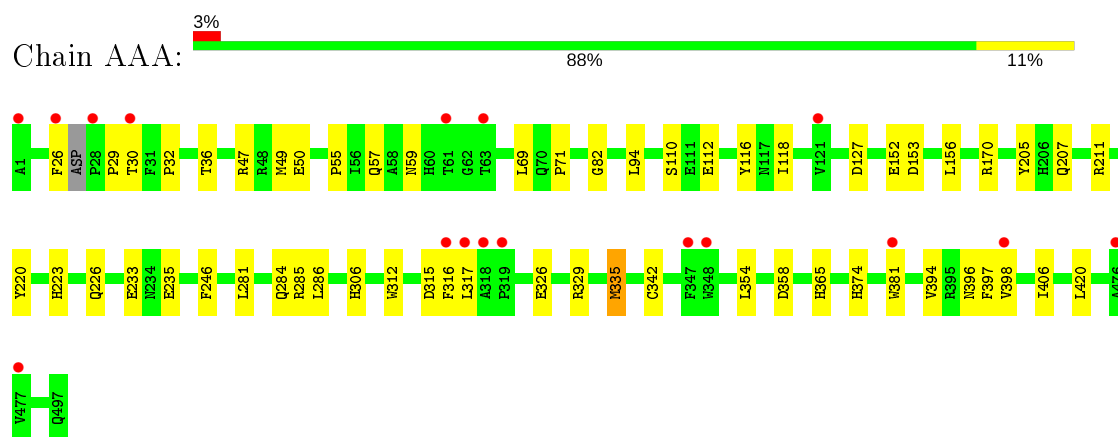 3%
Chain AAA:
88% 11%
A1 F26 ASP P28 P29 T30 F31 P32 T36 R47 R48 M49 E50 P55 I56 Q57 A58 N59 H60 T61 G62 T63 L69 Q70 P71 G82 L94 S110 E111 E112 Y116 N117 I118 V121 D127 E152 D153 L156 R170 Y205 H206 Q207 R211
Y220 H223 Q226 E233 N234 E235 F246 L281 Q284 R285 L286 H306 W312 D315 F316 L317 A318 P319 E326 R329 M335 C342 F347 W348 L354 D358 H365 H374 W381 V394 R395 N396 F397 V398 I406 L420 A476
V477 Q497